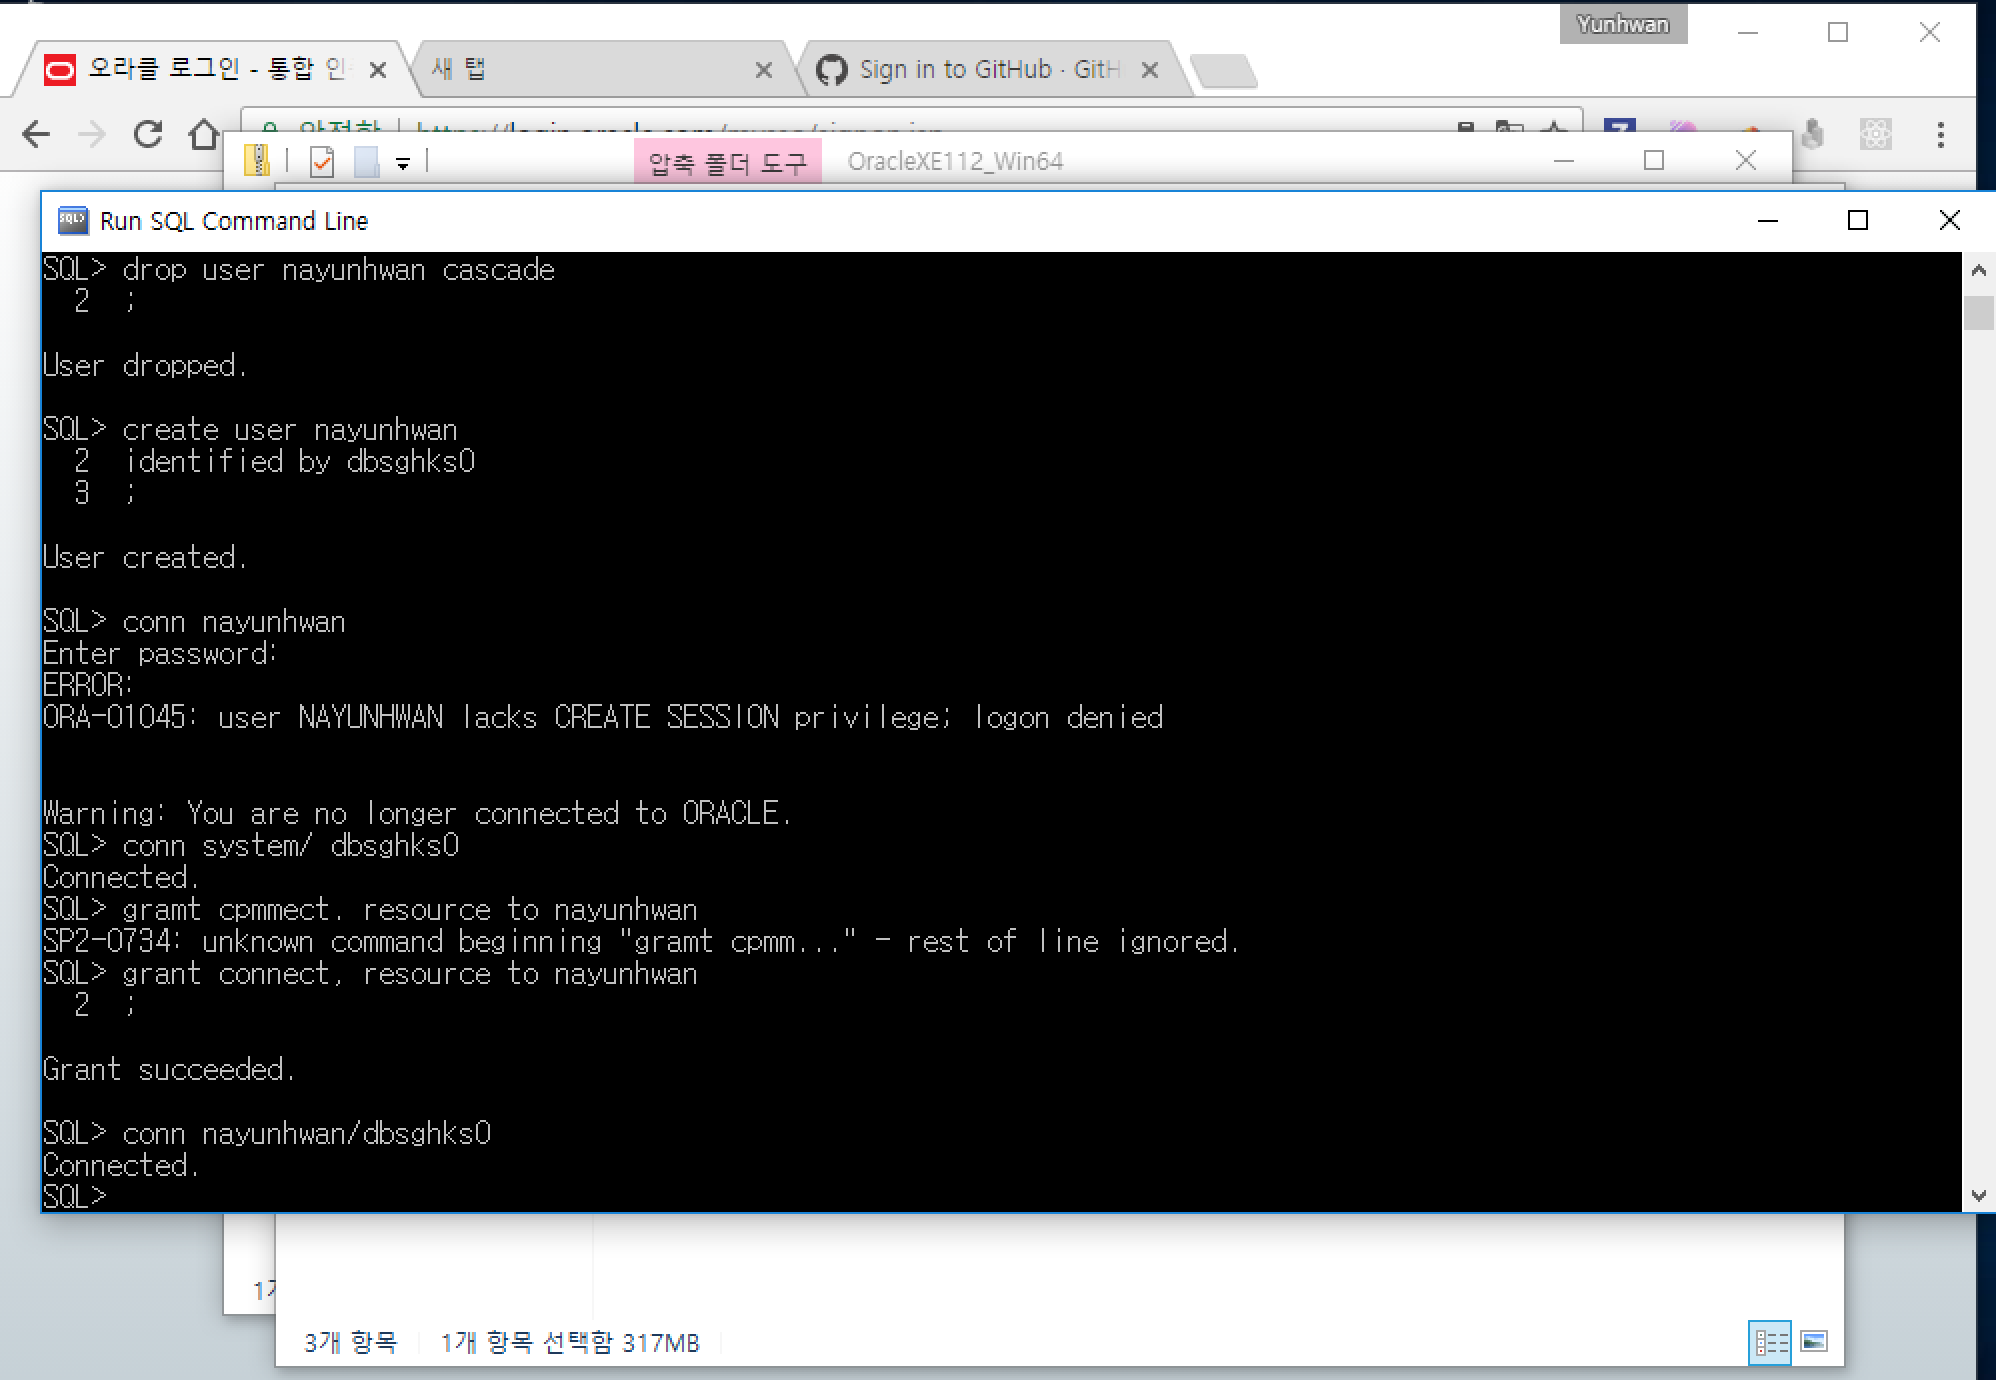 Yunhwan
오라클 로그인 - 통합 인
새 탭
Sign in to GitHub · GitH
압축 폴더 도구
OracleXE112_Win64
Run SQL Command Line
SQL> drop user nayunhwan cascade
2 ;
User dropped.
SQL> create user nayunhwan
2 identified by dbsghks0
3 ;
User created.
SQL> conn nayunhwan
Enter password:
ERROR:
ORA-01045: user NAYUNHWAN lacks CREATE SESSION privilege; logon denied
Warning: You are no longer connected to ORACLE.
SQL> conn system/ dbsghks0
Connected.
SQL> gramt cpmmect. resource to nayunhwan
SP2-0734: unknown command beginning "gramt cpmm..." - rest of line ignored.
SQL> grant connect, resource to nayunhwan
2 ;
Grant succeeded.
SQL> conn nayunhwan/dbsghks0
Connected.
SQL>
3개 항목
1개 항목 선택함 317MB